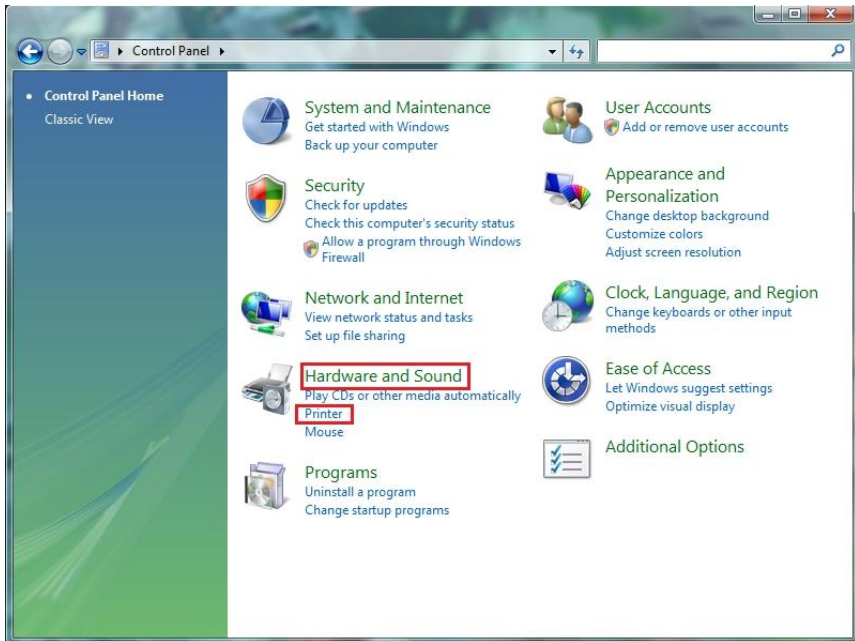 Control Panel
Control Panel Home
Classic View
System and Maintenance
Get started with Windows
Back up your computer
Security
Check for updates
Check this computer's security status
Allow a program through Windows
Firewall
Network and Internet
View network status and tasks
Set up file sharing
Hardware and Sound
Play CDs or other media automatically
Printer
Mouse
Programs
Uninstall a program
Change startup programs
User Accounts
Add or remove user accounts
Appearance and
Personalization
Change desktop background
Customize colors
Adjust screen resolution
Clock, Language, and Region
Change keyboards or other input
methods
Ease of Access
Let Windows suggest settings
Optimize visual display
Additional Options